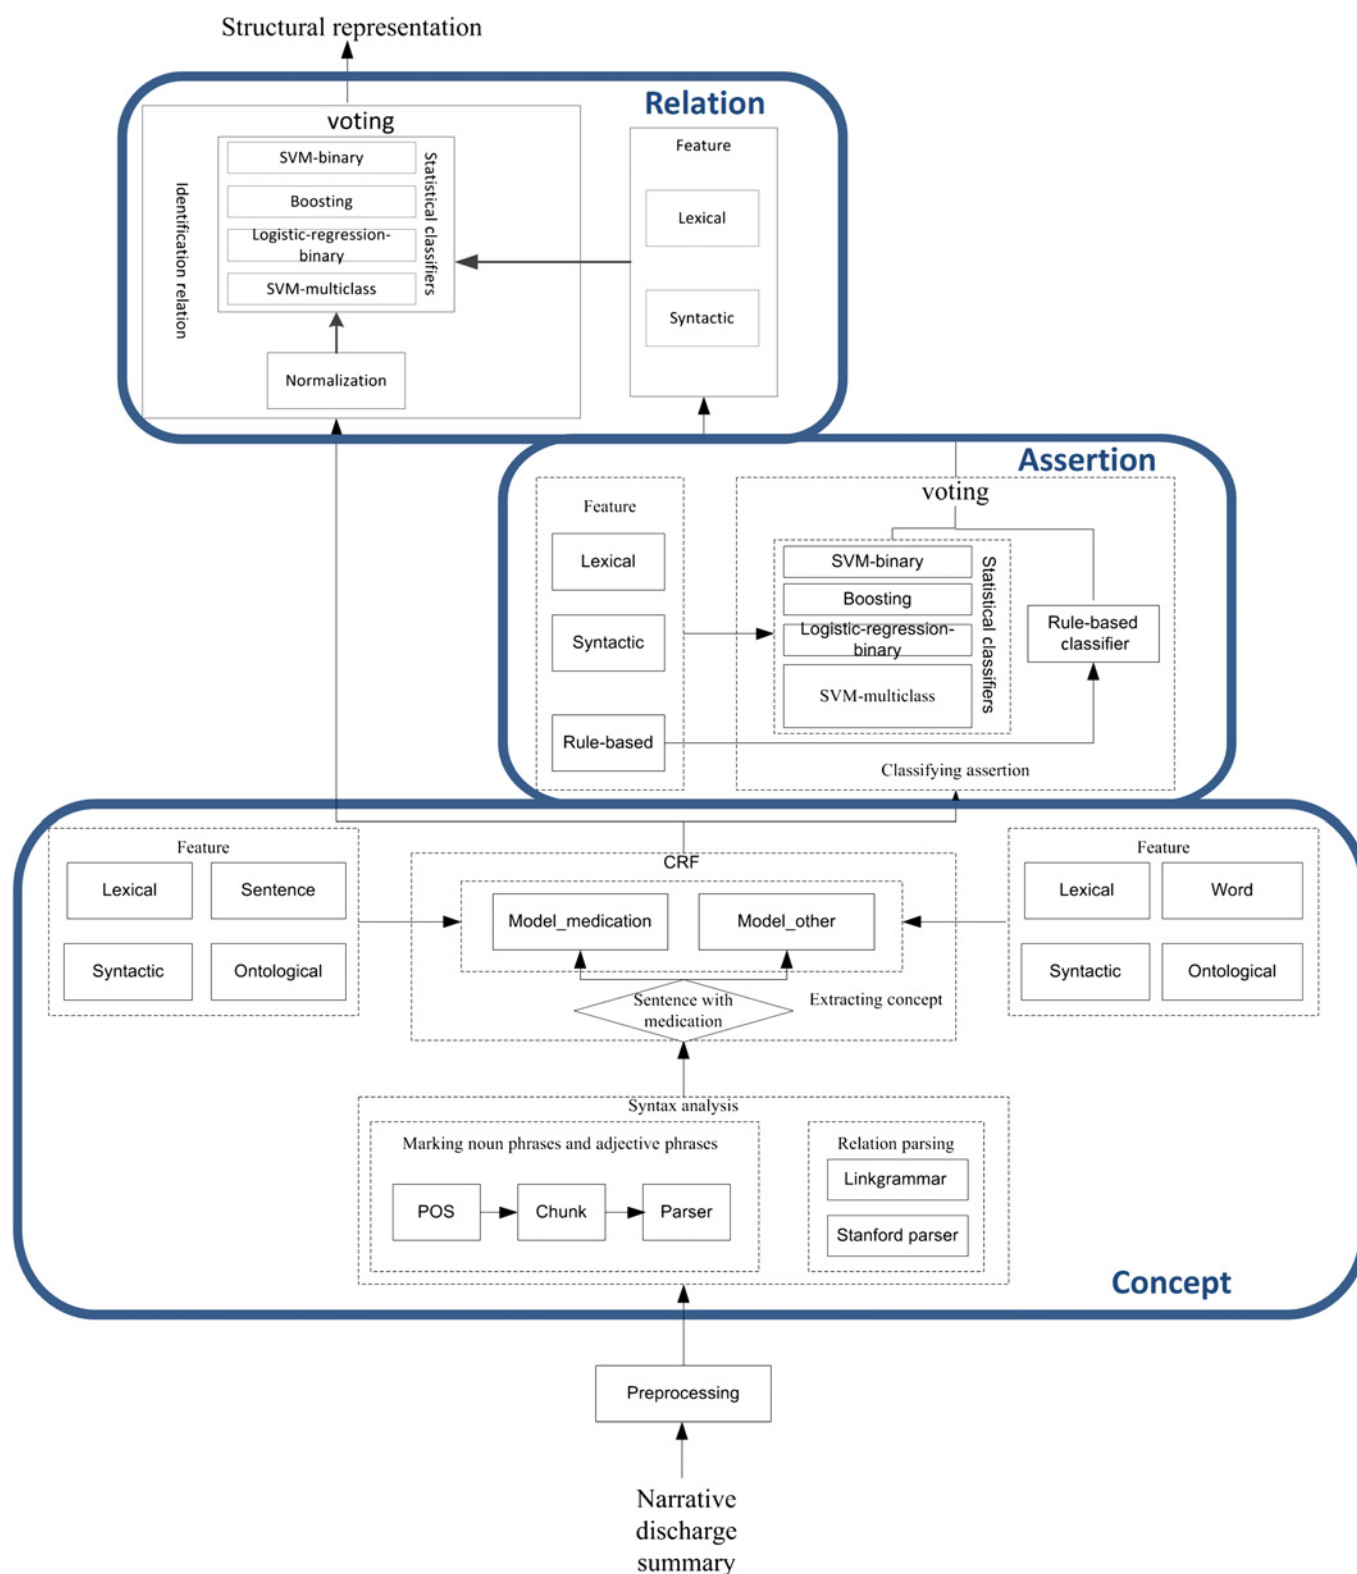 Structural representation
Relation
voting
SVM-binary
Boosting
Logistic-regression-
binary
SVM-multiclass
Statistical classifiers
Identification relation
Normalization
Feature
Lexical
Syntactic
Assertion
Feature
Lexical
Syntactic
Rule-based
voting
SVM-binary
Boosting
Logistic-regression-
binary
SVM-multiclass
Statistical classifiers
Rule-based
classifier
Classifying assertion
Feature
Lexical
Sentence
Syntactic
Ontological
CRF
Model_medication
Model_other
Sentence with
medication
Extracting concept
Feature
Lexical
Word
Syntactic
Ontological
Syntax analysis
Marking noun phrases and adjective phrases
POS
Chunk
Parser
Relation parsing
Linkgrammar
Stanford parser
Concept
Preprocessing
Narrative
discharge
summary